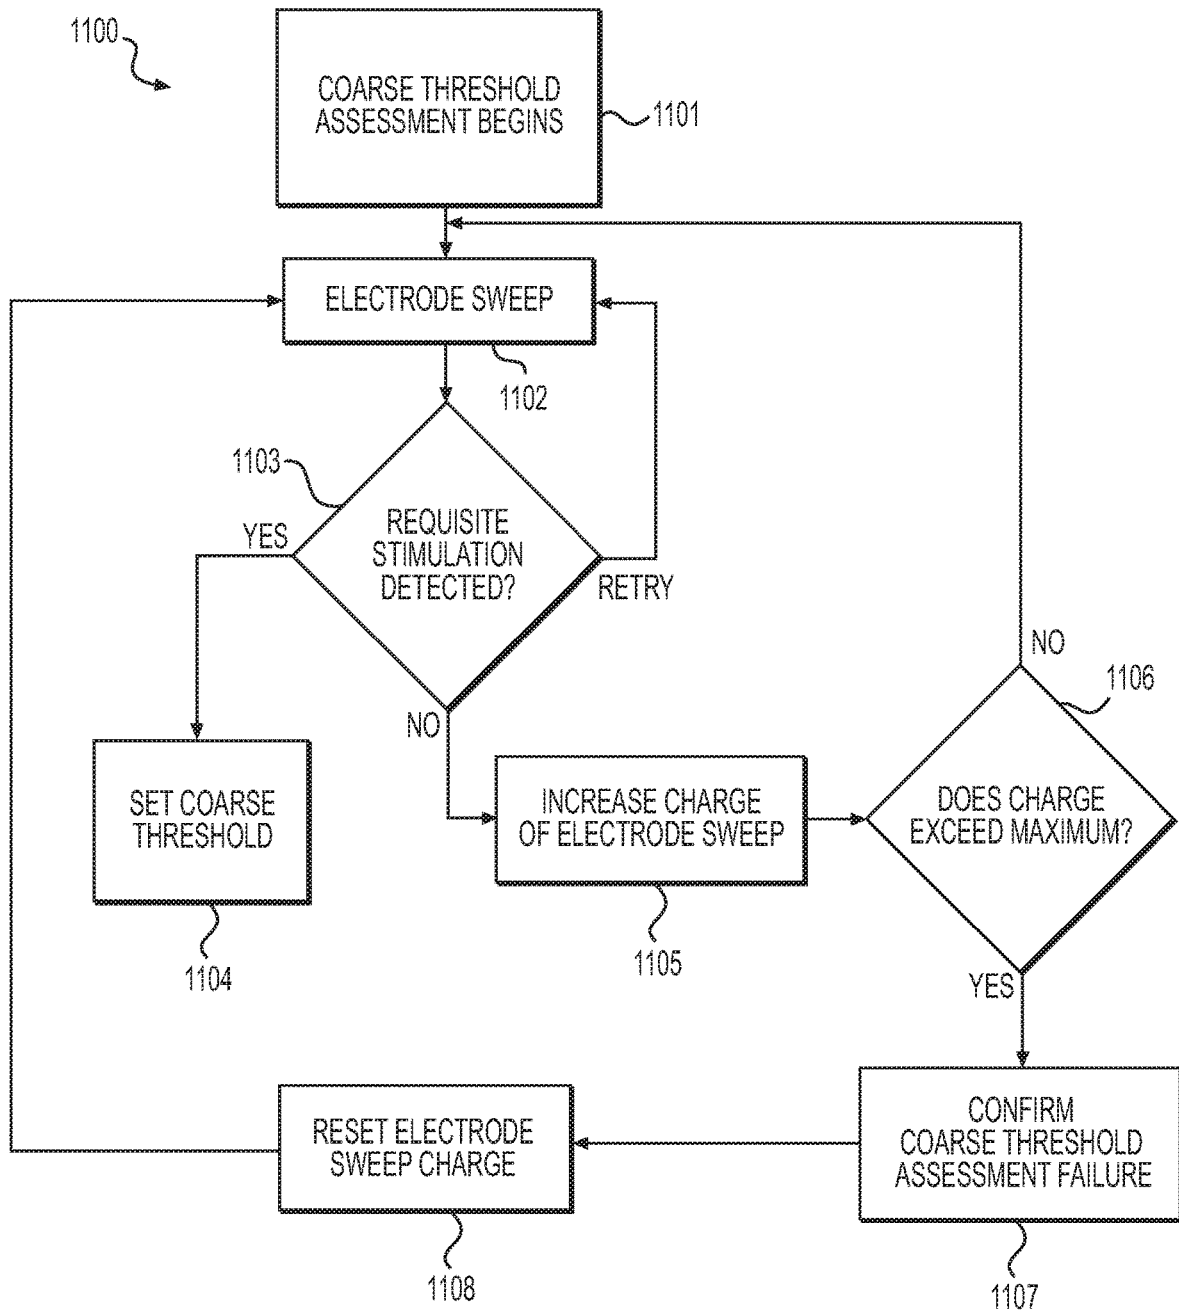 1100
COARSE THRESHOLD
ASSESSMENT BEGINS
1101
ELECTRODE SWEEP
1102
1103
YES
REQUISITE
STIMULATION
DETECTED?
RETRY
NO
NO
1106
SET COARSE
THRESHOLD
1104
INCREASE CHARGE
OF ELECTRODE SWEEP
1105
DOES CHARGE
EXCEED MAXIMUM?
YES
RESET ELECTRODE
SWEEP CHARGE
1108
CONFIRM
COARSE THRESHOLD
ASSESSMENT FAILURE
1107